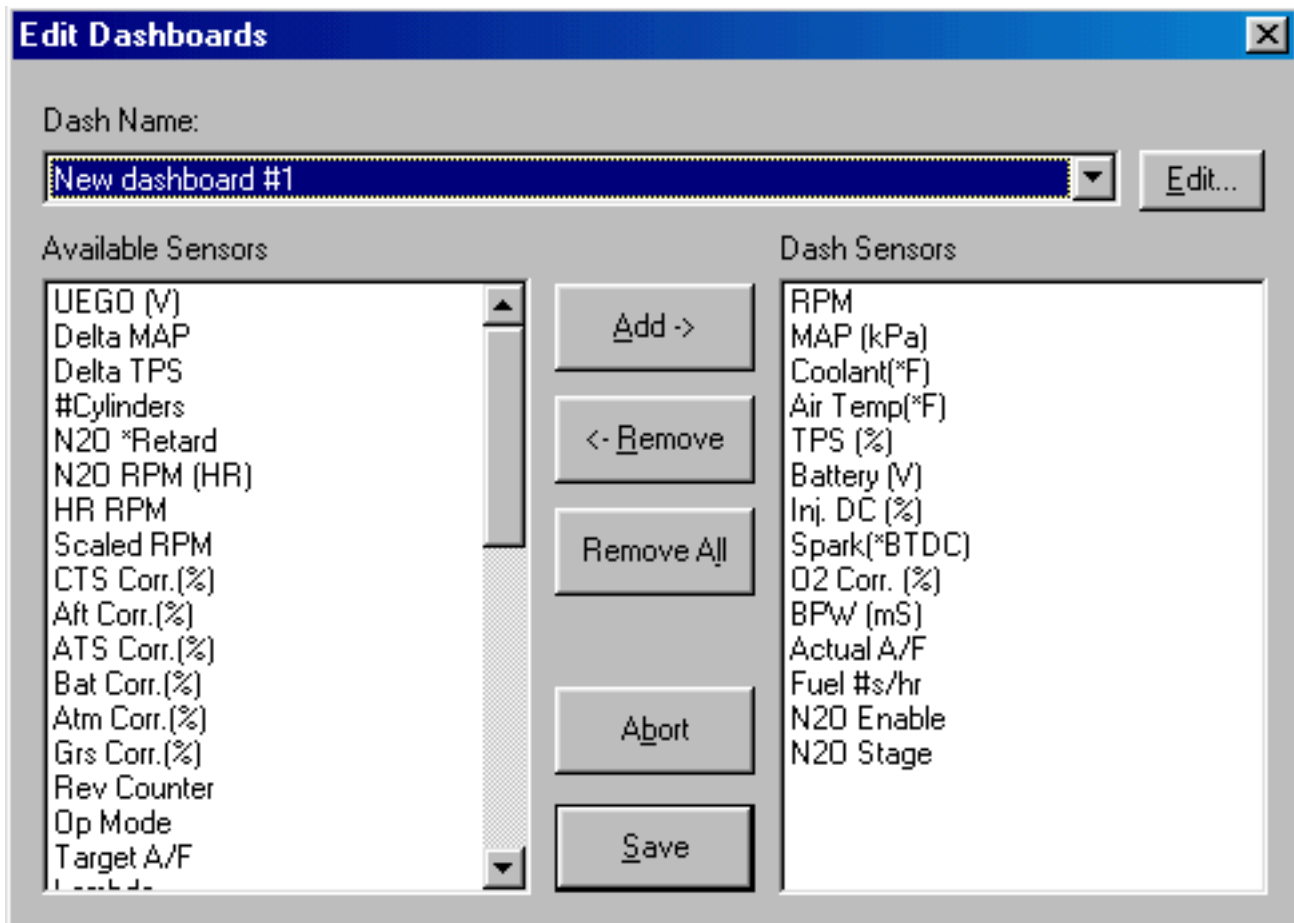 Edit Dashboards
Dash Name:
New dashboard #1
Edit...
Available Sensors
UEGO (V)
Delta MAP
Delta TPS
#Cylinders
N2O *Retard
N2O RPM (HR)
HR RPM
Scaled RPM
CTS Corr.(%)
Aft Corr.(%)
ATS Corr.(%)
Bat Corr.(%)
Atm Corr.(%)
Grs Corr.(%)
Rev Counter
Op Mode
Target A/F
Add ->
<- Remove
Remove All
Abort
Save
Dash Sensors
RPM
MAP (kPa)
Coolant(*F)
Air Temp(*F)
TPS (%)
Battery (V)
Inj. DC (%)
Spark(*BTDC)
O2 Corr. (%)
BPW (mS)
Actual A/F
Fuel #s/hr
N2O Enable
N2O Stage